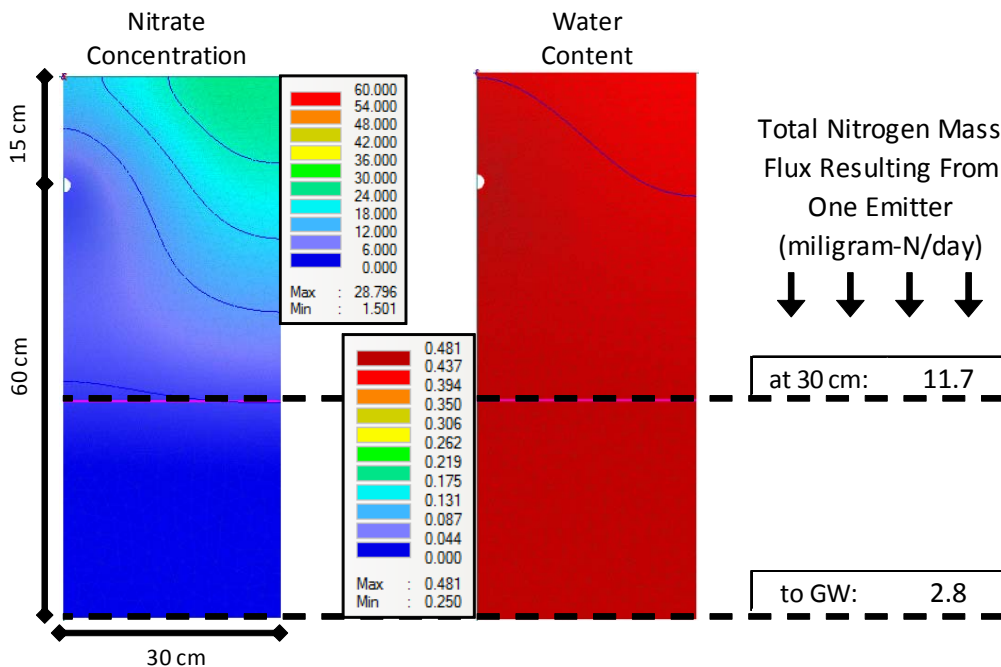 Nitrate
Concentration
Water
Content
15 cm
60 cm
30 cm
60.000
54.000
48.000
42.000
36.000
30.000
24.000
18.000
12.000
6.000
0.000
Max : 28.796
Min : 1.501
0.481
0.437
0.394
0.350
0.306
0.262
0.219
0.175
0.131
0.087
0.044
0.000
Max : 0.481
Min : 0.250
Total Nitrogen Mass
Flux Resulting From
One Emitter
(miligram-N/day)
at 30 cm: 11.7
to GW: 2.8